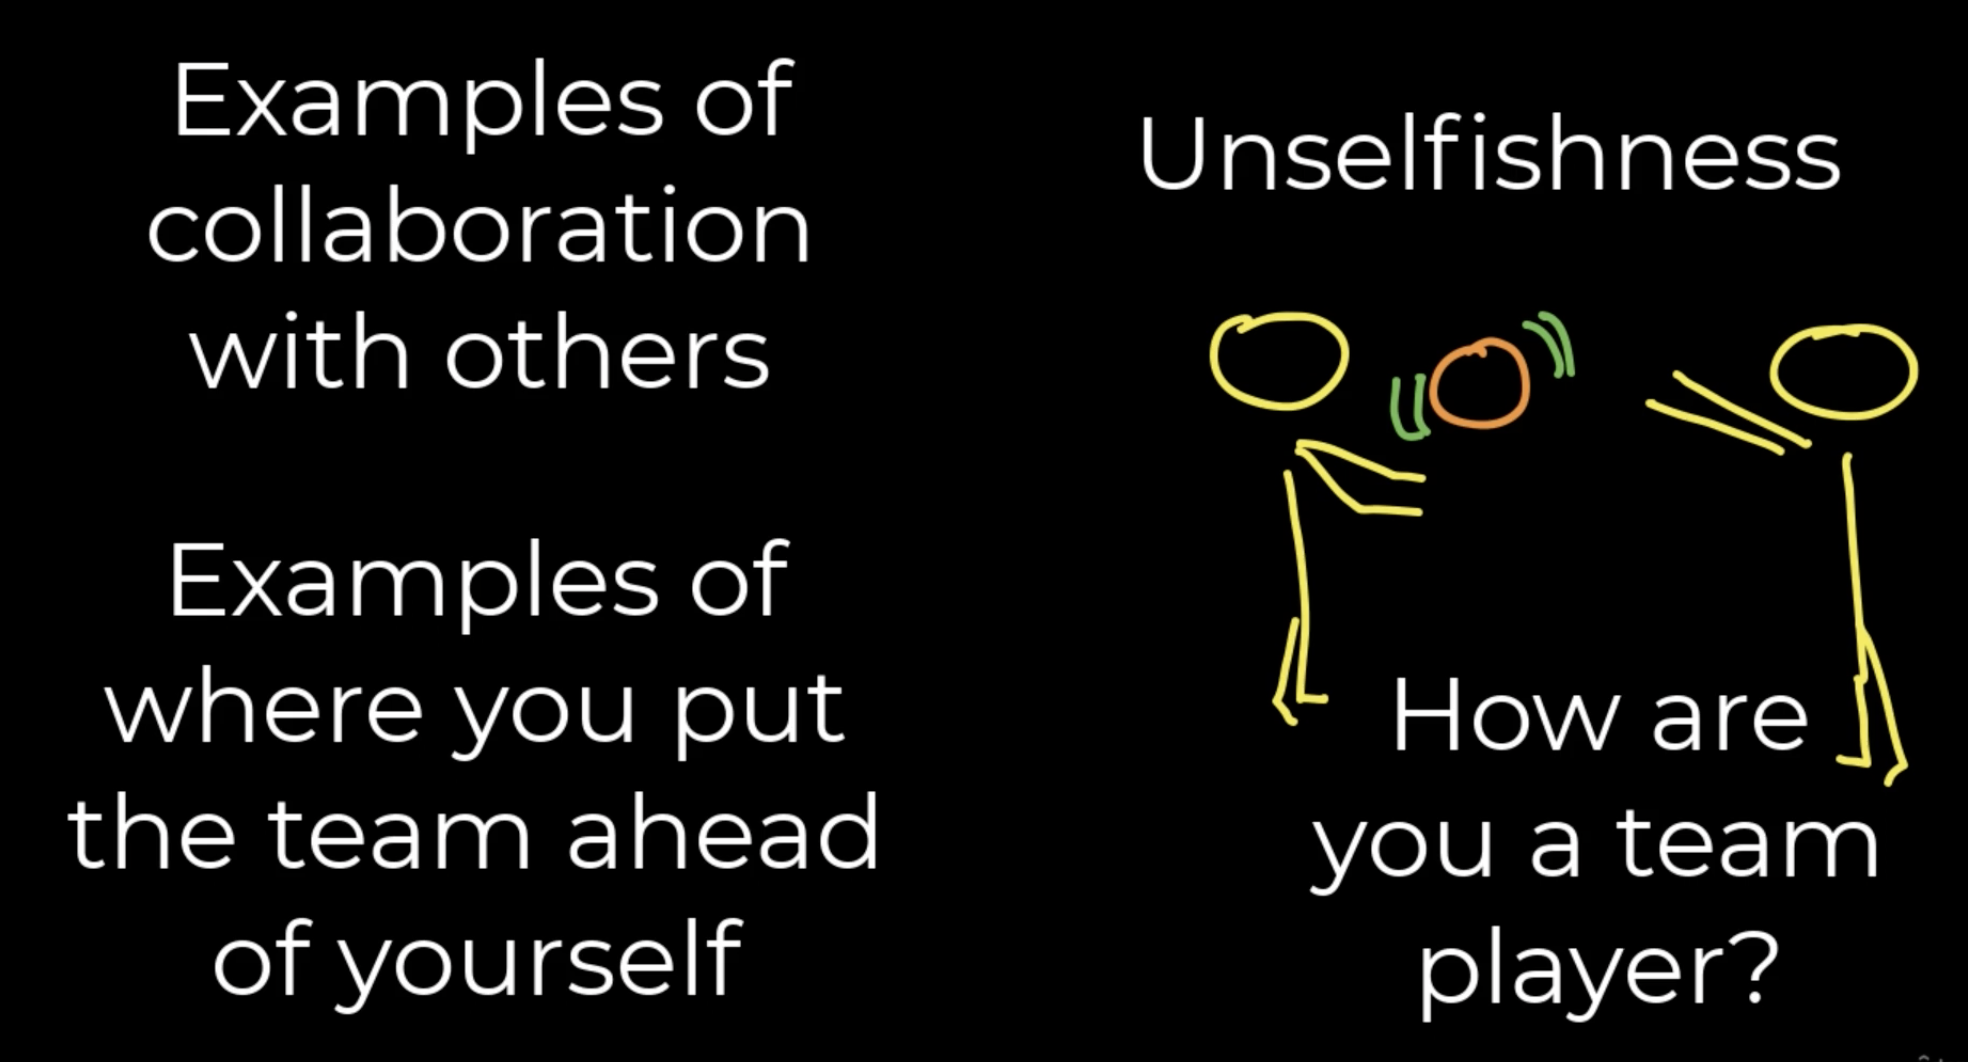 Examples of
collaboration
with others
Examples of
where you put
the team ahead
of yourself
Unselfishness
How are
you a team
player?